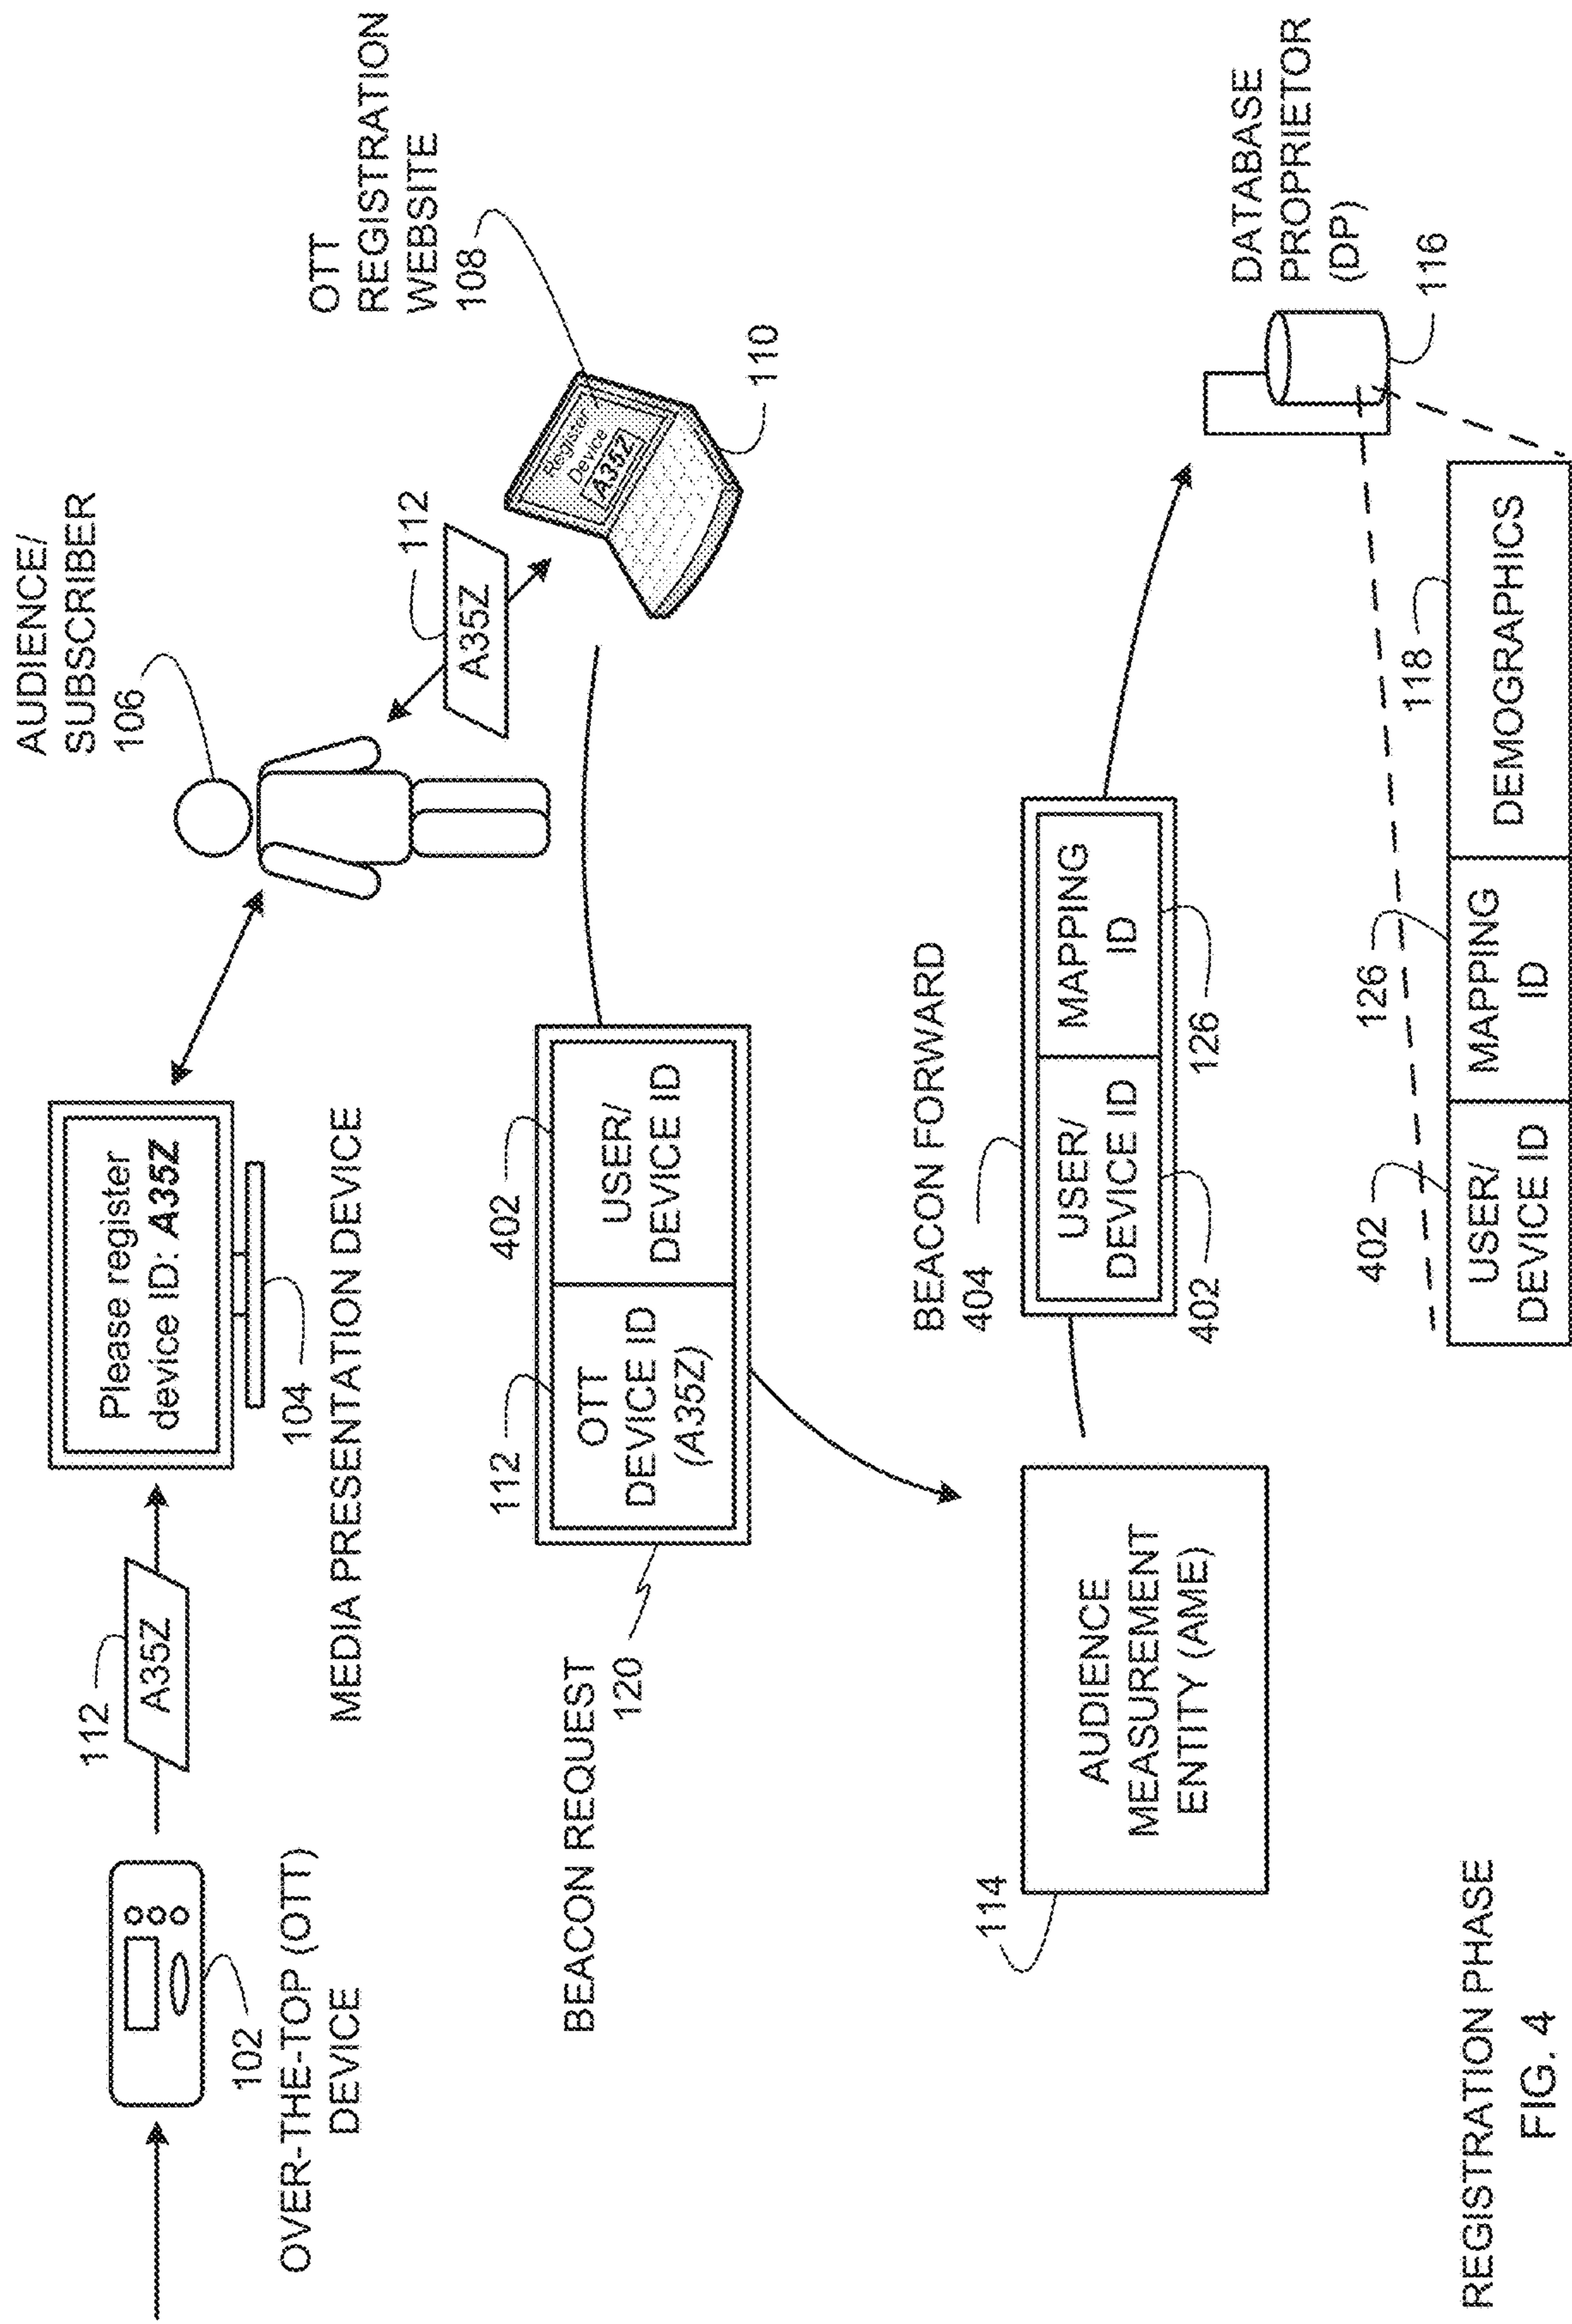 OVER-THE-TOP (OTT)
DEVICE
102
112
A35Z
Please register
device ID: A35Z
104
MEDIA PRESENTATION DEVICE
AUDIENCE/
SUBSCRIBER
106
112
A35Z
OTT
REGISTRATION
WEBSITE
108
Register
Device
A35Z
110
BEACON REQUEST
120
112
OTT
DEVICE ID
(A35Z)
402
USER/
DEVICE ID
114
AUDIENCE
MEASUREMENT
ENTITY (AME)
BEACON FORWARD
404
USER/
DEVICE ID
402
MAPPING
ID
126
DATABASE
PROPRIETOR
(DP)
116
402
USER/
DEVICE ID
126
MAPPING
ID
118
DEMOGRAPHICS
REGISTRATION PHASE
FIG. 4